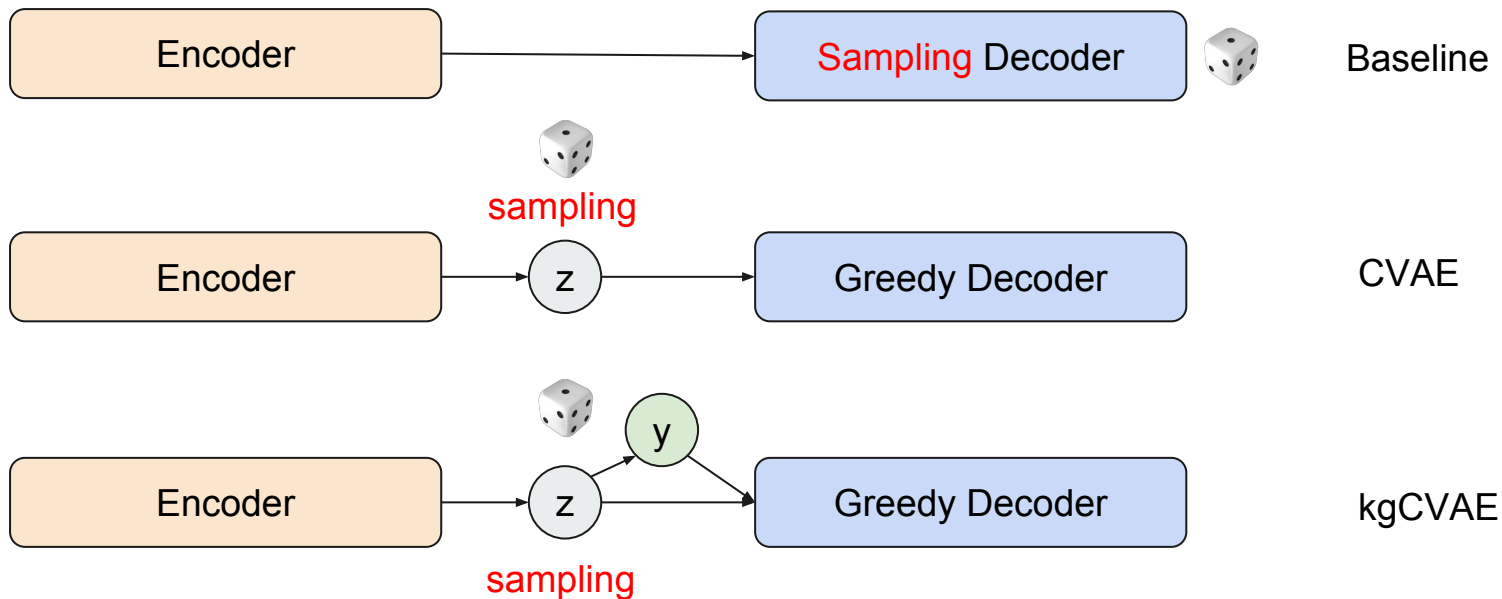 Encoder
Sampling Decoder
Baseline
sampling
Encoder
z
Greedy Decoder
CVAE
y
Encoder
z
Greedy Decoder
kgCVAE
sampling